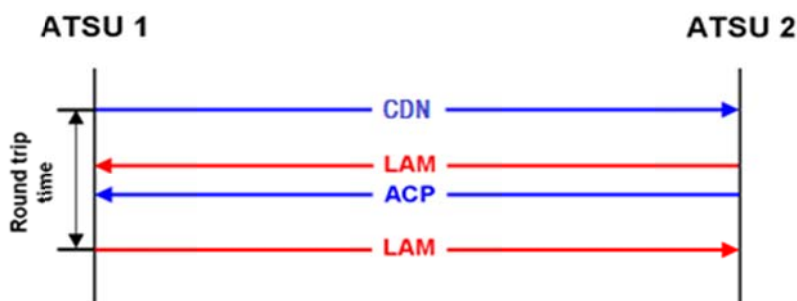 ATSU 1
ATSU 2
Round trip
time
CDN
LAM
ACP
LAM